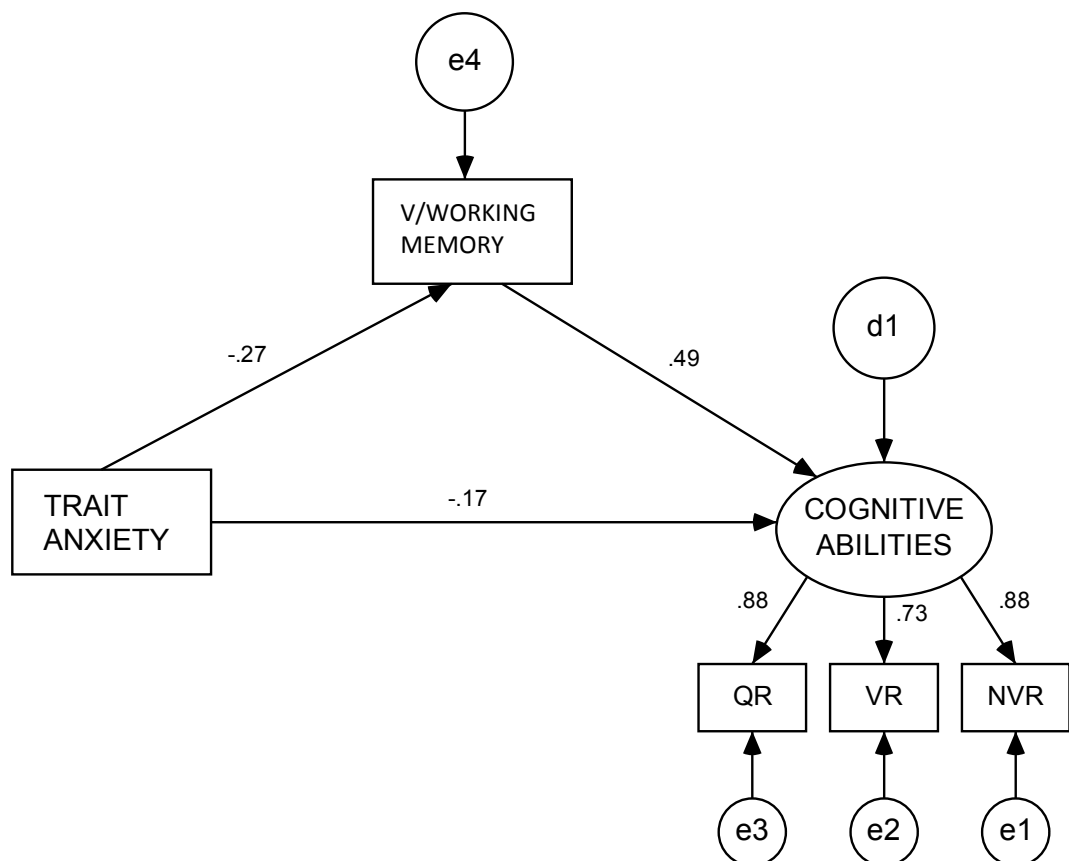 e4
V/WORKING
MEMORY
d1
-.27
.49
TRAIT
ANXIETY
-.17
COGNITIVE
ABILITIES
.88
.73
.88
QR
VR
NVR
e3
e2
e1